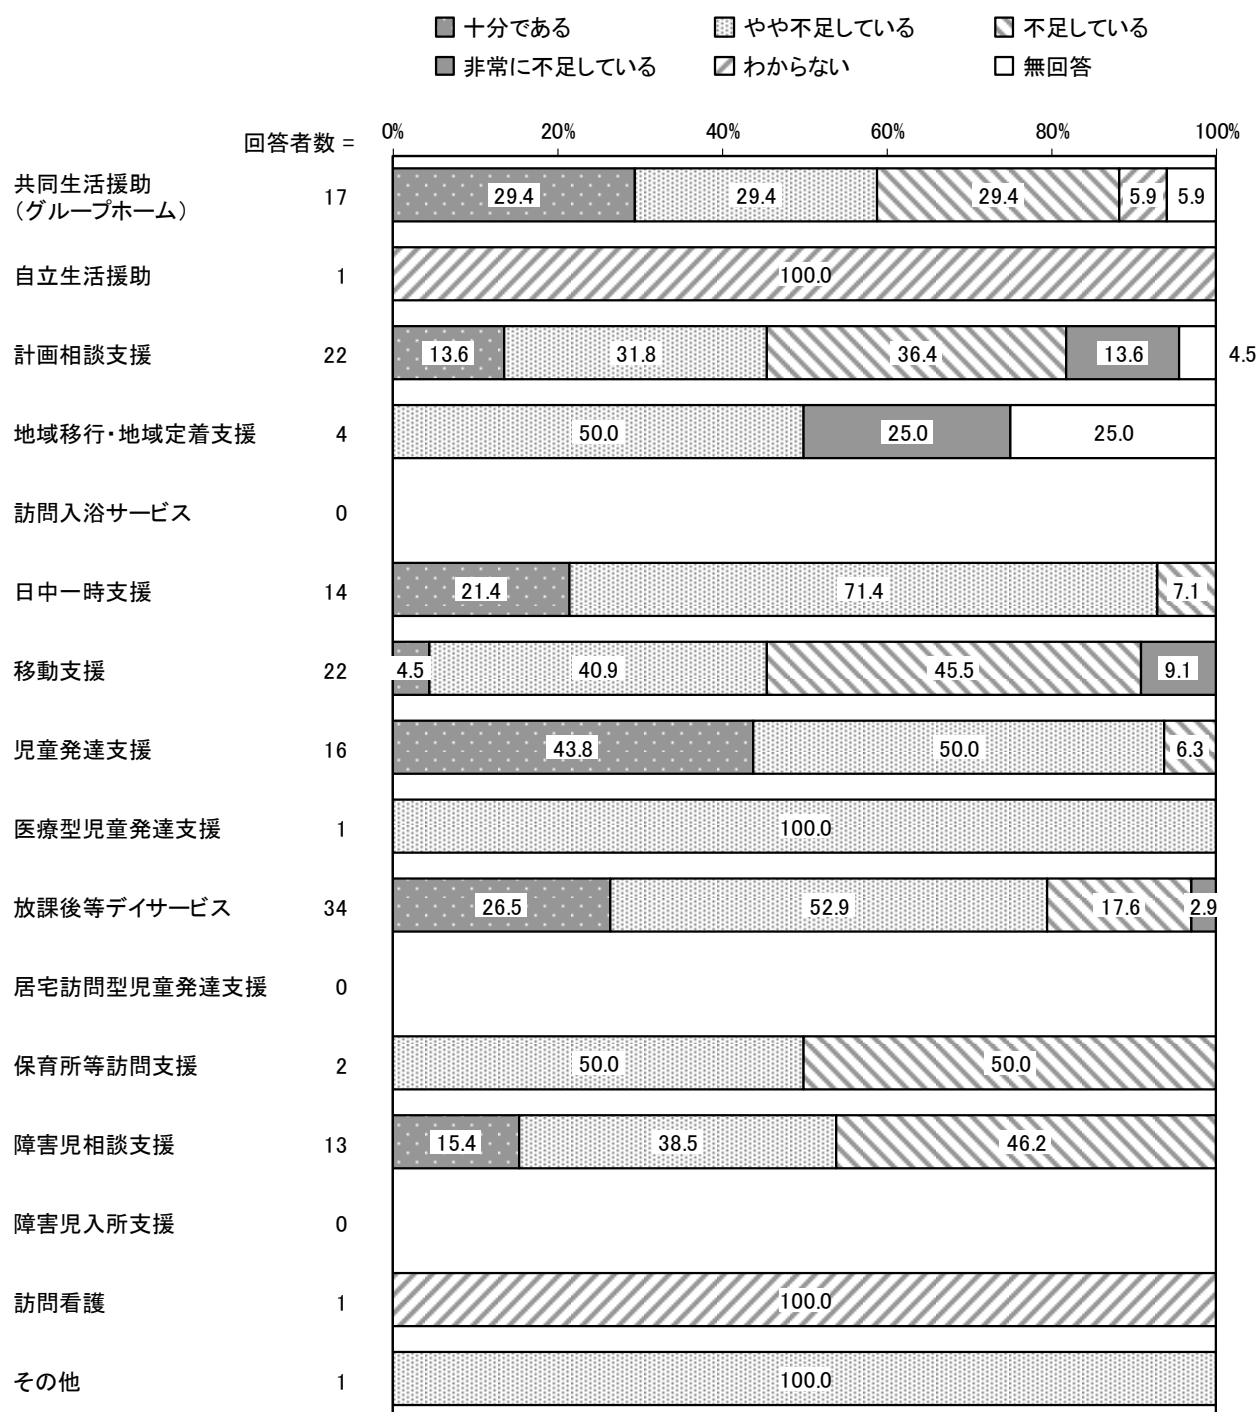 十分である やや不足している 不足している
非常に不足している わからない 無回答
回答者数 = 0% 20% 40% 60% 80% 100%
共同生活援助
（グループホーム） 17 29.4 29.4 29.4 5.9 5.9
自立生活援助 1 100.0
計画相談支援 22 13.6 31.8 36.4 13.6 4.5
地域移行・地域定着支援 4 50.0 25.0 25.0
訪問入浴サービス 0
日中一時支援 14 21.4 71.4 7.1
移動支援 22 4.5 40.9 45.5 9.1
児童発達支援 16 43.8 50.0 6.3
医療型児童発達支援 1 100.0
放課後等デイサービス 34 26.5 52.9 17.6 2.9
居宅訪問型児童発達支援 0
保育所等訪問支援 2 50.0 50.0
障害児相談支援 13 15.4 38.5 46.2
障害児入所支援 0
訪問看護 1 100.0
その他 1 100.0